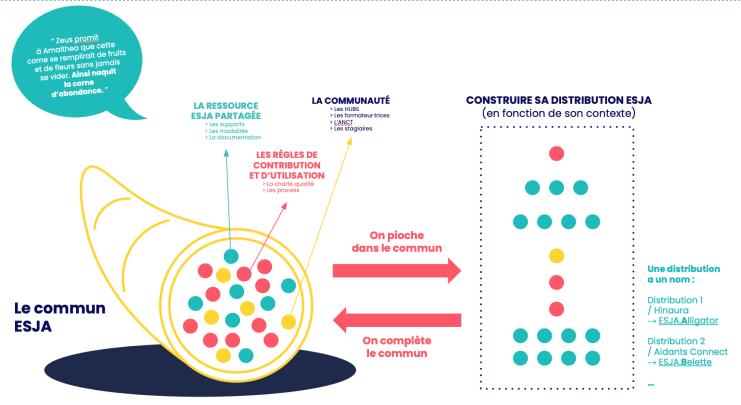 " Zeus promit
à Amalthea que cette
corne se remplirait de fruits
et de fleurs sans jamais
se vider. Ainsi naquit
la corne
d'abondance. "
LA RESSOURCE
ESJA PARTAGÉE
> Les supports
> Les modalités
> La documentation
LES RÈGLES DE
CONTRIBUTION
ET D'UTILISATION
> La charte qualité
> Les process
LA COMMUNAUTÉ
> Les HUBS
> Les formateur·trices
> L'ANCT
> Les stagiaires
CONSTRUIRE SA DISTRIBUTION ESJA
(en fonction de son contexte)
Le commun
ESJA
On pioche
dans le commun
On complète
le commun
Une distribution
a un nom :
Distribution 1
/ Hinaura
→ ESJA.Alligator
Distribution 2
/ Aidants Connect
→ ESJA.Belette
...